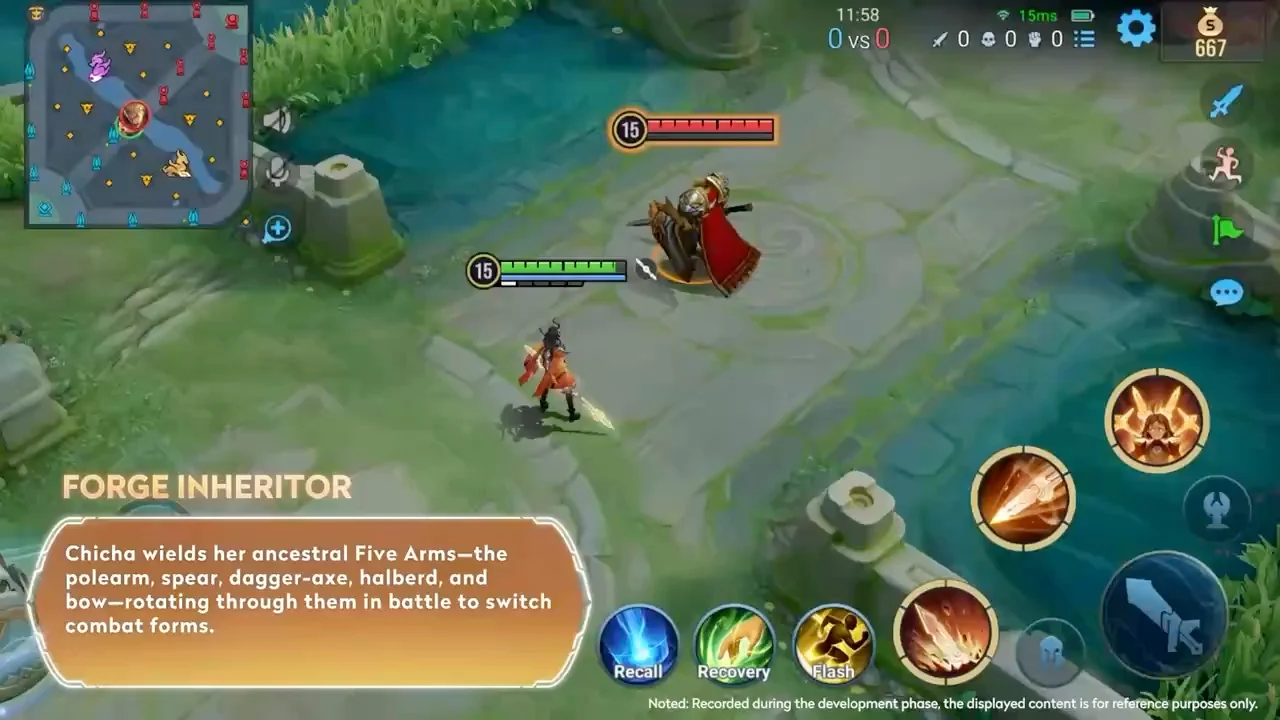 11:58
15ms
0 vs 0
0 0 0
667
15
15
FORGE INHERITOR
Chicha wields her ancestral Five Arms—the
polearm, spear, dagger-axe, halberd, and
bow—rotating through them in battle to switch
combat forms.
Recall
Recovery
Flash
Noted: Recorded during the development phase, the displayed content is for reference purposes only.